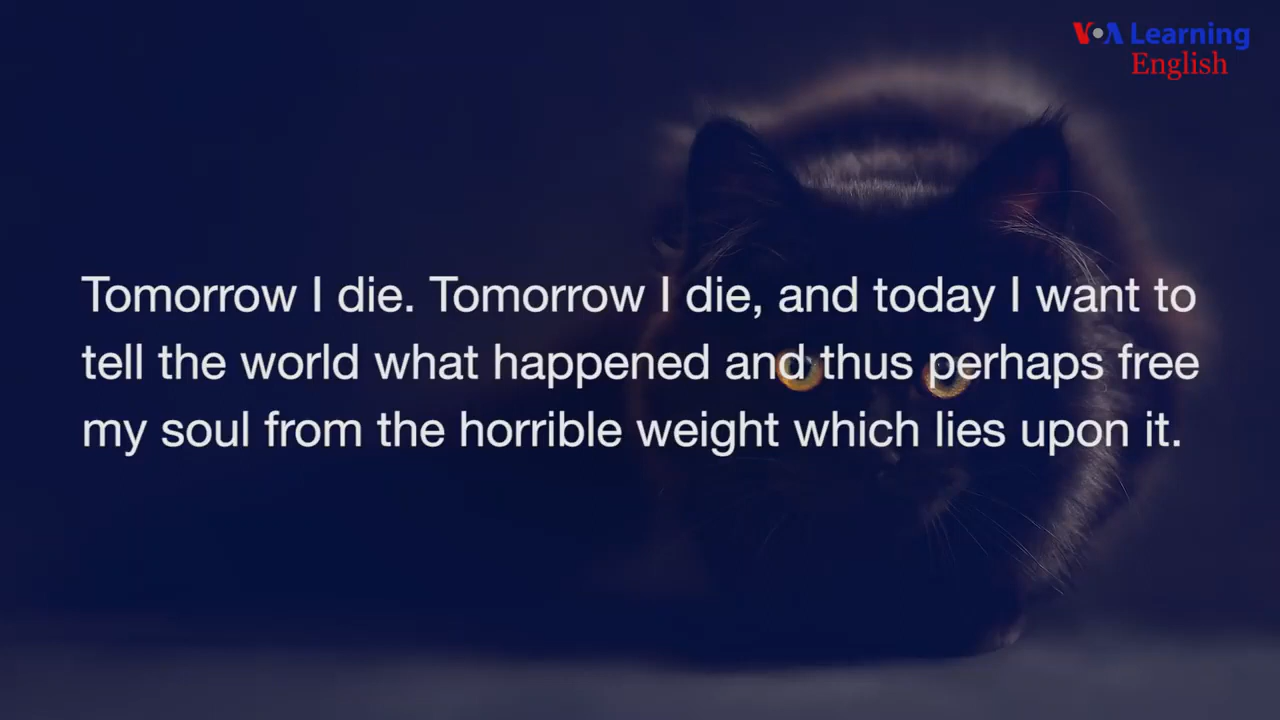 VOA Learning
English
Tomorrow I die. Tomorrow I die, and today I want to
tell the world what happened and thus perhaps free
my soul from the horrible weight which lies upon it.